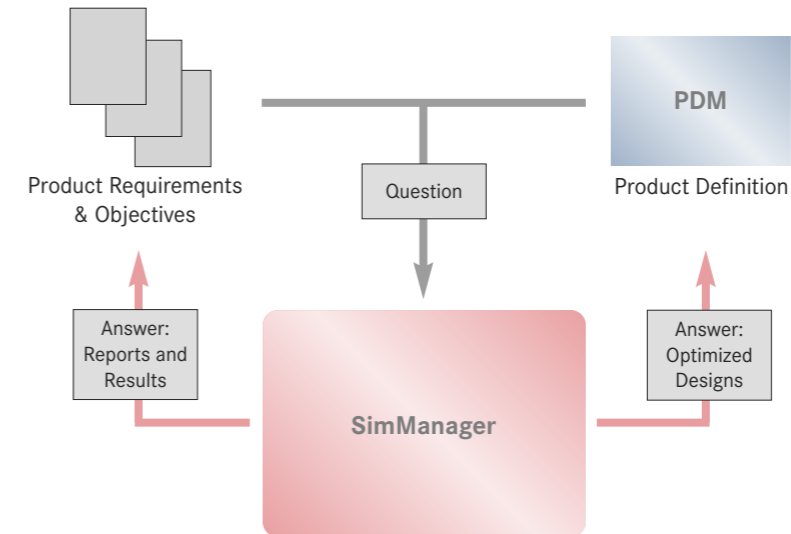 PDM
Product Requirements
& Objectives
Question
Product Definition
Answer:
Reports and
Results
Answer:
Optimized
Designs
SimManager